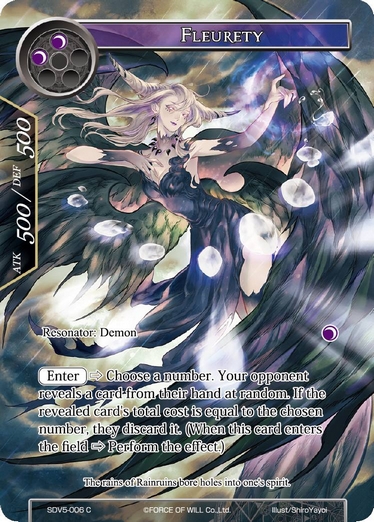 FLEURETY
ATK 500 / DEF 500
Resonator: Demon
Enter ⇨ Choose a number. Your opponent
reveals a card from their hand at random. If the
revealed card's total cost is equal to the chosen
number, they discard it. (When this card enters
the field ⇨ Perform the effect.)
The rains of Rainruins bore holes into one's spirit.
SDV5-006 C ©FORCE OF WILL Co.,Ltd. Illust/ShiroYayoi